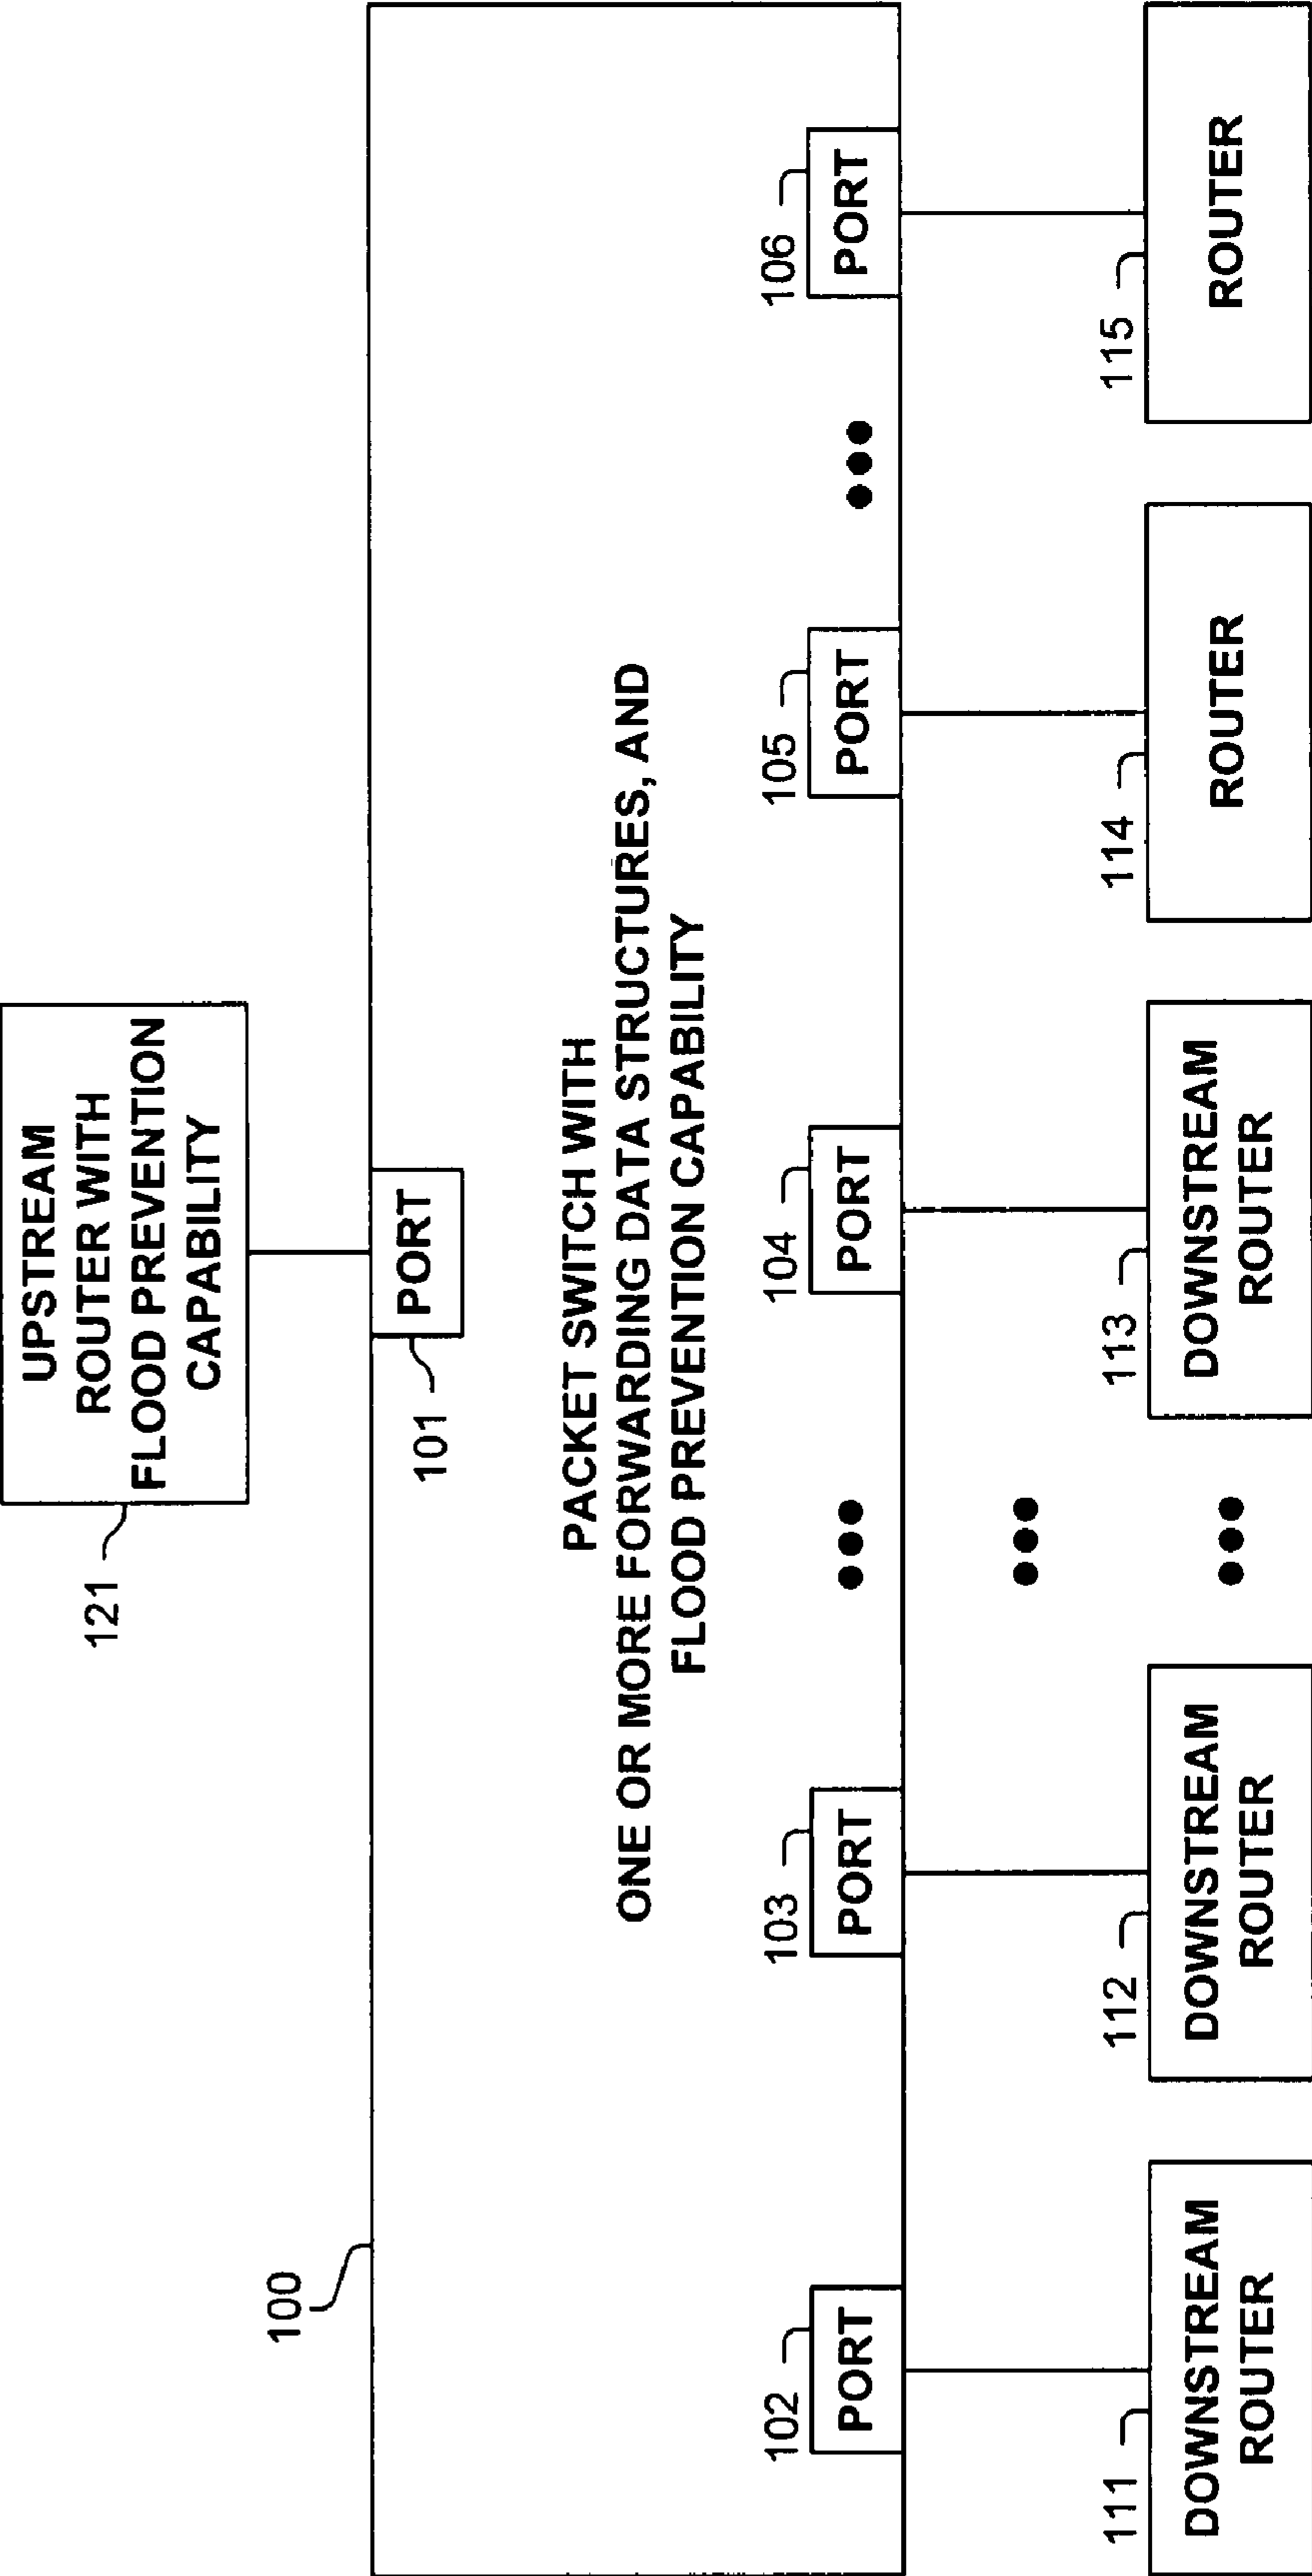 UPSTREAM
ROUTER WITH
FLOOD PREVENTION
CAPABILITY
121
100
PORT
101
PACKET SWITCH WITH
ONE OR MORE FORWARDING DATA STRUCTURES, AND
FLOOD PREVENTION CAPABILITY
102
PORT
103
PORT
104
PORT
105
PORT
106
PORT
111
DOWNSTREAM
ROUTER
112
DOWNSTREAM
ROUTER
113
DOWNSTREAM
ROUTER
114
ROUTER
115
ROUTER